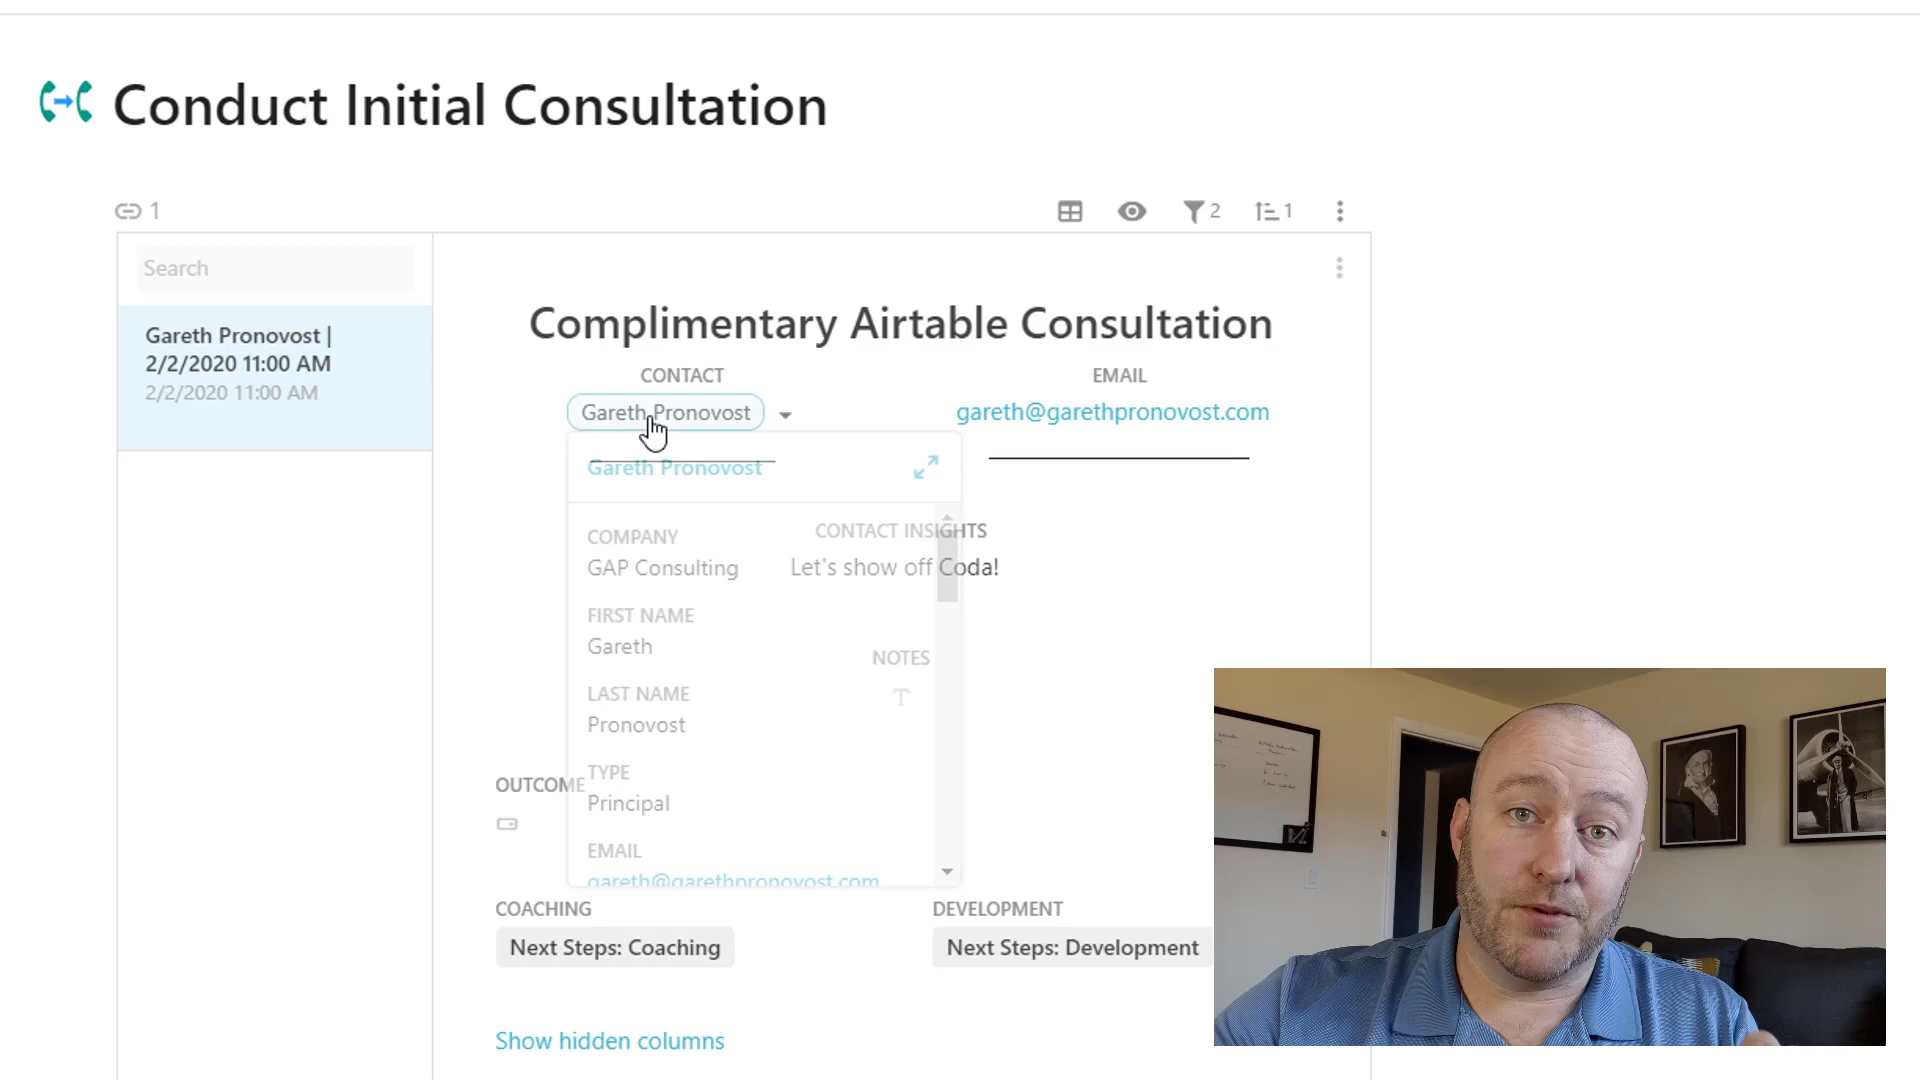 Conduct Initial Consultation
1
2
1
Search
Gareth Pronovost |
2/2/2020 11:00 AM
2/2/2020 11:00 AM
Complimentary Airtable Consultation
CONTACT
EMAIL
Gareth Pronovost
gareth@garethpronovost.com
Gareth Pronovost
COMPANY
CONTACT INSIGHTS
GAP Consulting
Let's show off Coda!
FIRST NAME
Gareth
NOTES
LAST NAME
Pronovost
TYPE
OUTCOME
Principal
EMAIL
gareth@garethpronovost.com
COACHING
DEVELOPMENT
Next Steps: Coaching
Next Steps: Development
Show hidden columns